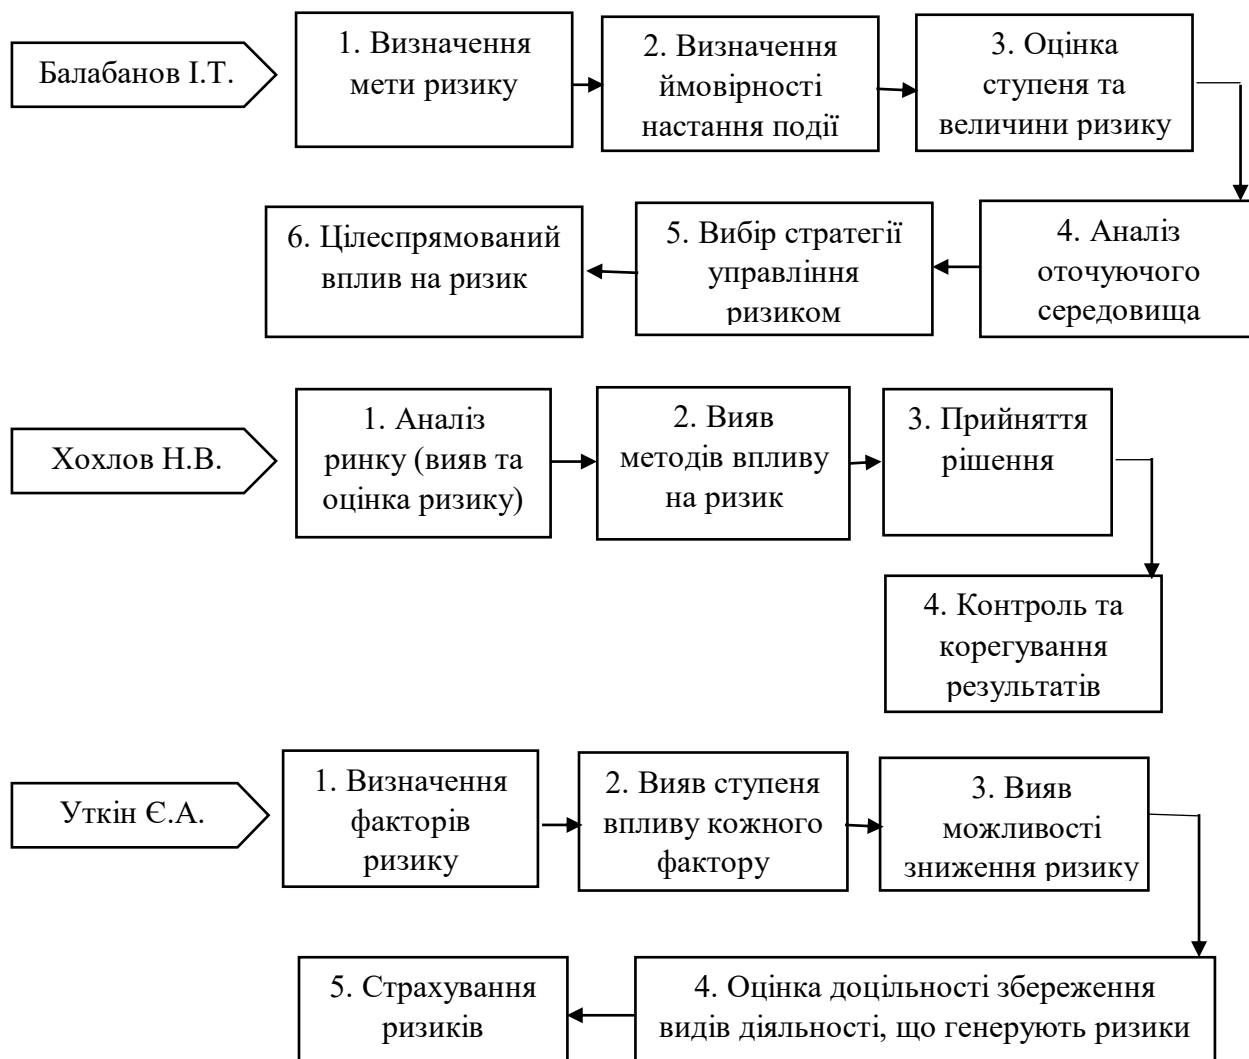 Балабанов І.Т.
1. Визначення
мети ризику
2. Визначення
ймовірності
настання події
3. Оцінка
ступеня та
величини ризику
4. Аналіз
оточуючого
середовища
5. Вибір стратегії
управління
ризиком
6. Цілеспрямований
вплив на ризик
Хохлов Н.В.
1. Аналіз
ринку (вияв та
оцінка ризику)
2. Вияв
методів впливу
на ризик
3. Прийняття
рішення
4. Контроль та
корегування
результатів
Уткін Є.А.
1. Визначення
факторів
ризику
2. Вияв ступеня
впливу кожного
фактору
3. Вияв
можливості
зниження ризику
4. Оцінка доцільності збереження
видів діяльності, що генерують ризики
5. Страхування
ризиків